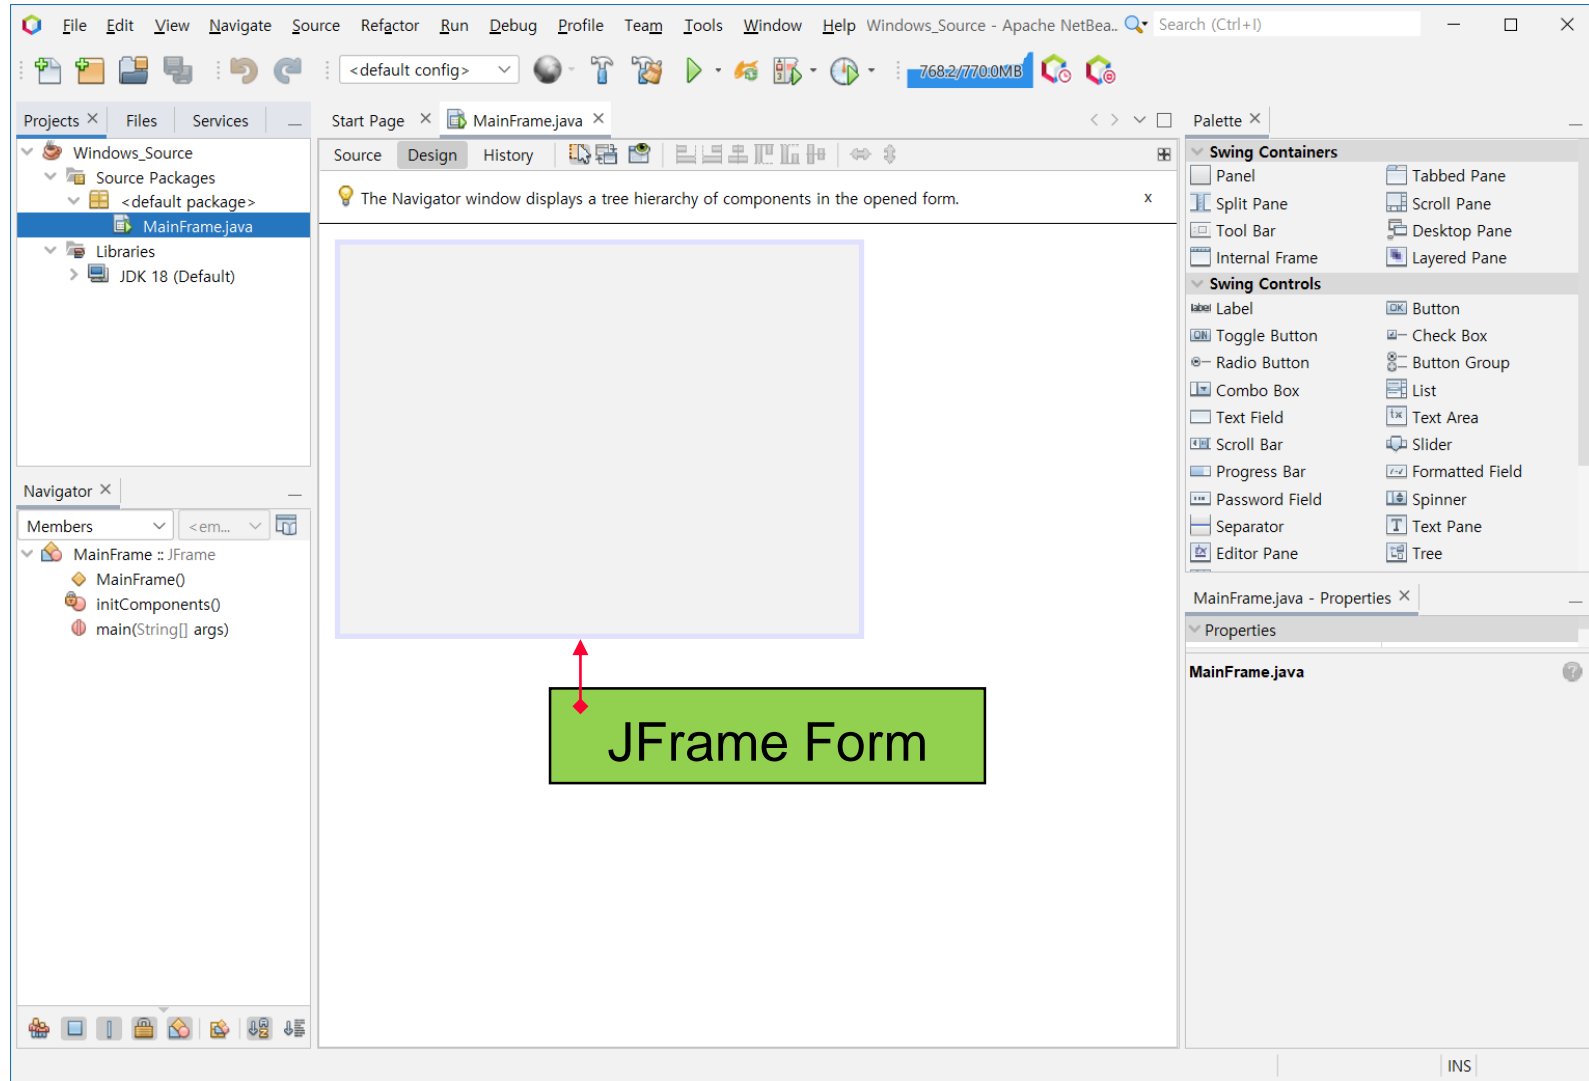 File Edit View Navigate Source Refactor Run Debug Profile Team Tools Window Help Windows_Source - Apache NetBea... Search (Ctrl+I)
<default config> 768.2/770.0MB
Projects Files Services
Windows_Source
Source Packages
<default package>
MainFrame.java
Libraries
JDK 18 (Default)
Navigator
Members <em...
MainFrame :: JFrame
MainFrame()
initComponents()
main(String[] args)
Start Page MainFrame.java
Source Design History
The Navigator window displays a tree hierarchy of components in the opened form. x
JFrame Form
Palette
Swing Containers
Panel Tabbed Pane
Split Pane Scroll Pane
Tool Bar Desktop Pane
Internal Frame Layered Pane
Swing Controls
label Label OK Button
ON Toggle Button Check Box
Radio Button Button Group
Combo Box List
Text Field Text Area
Scroll Bar Slider
Progress Bar Formatted Field
Password Field Spinner
Separator T Text Pane
Editor Pane Tree
MainFrame.java - Properties
Properties
MainFrame.java ?
INS